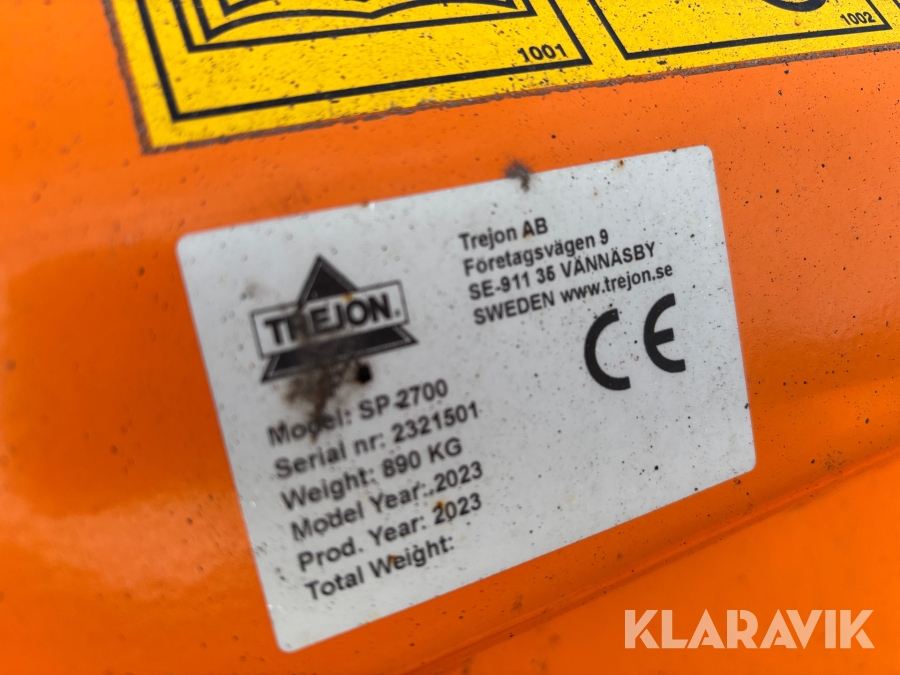 1001
1002
TREJON
Trejon AB
Företagsvägen 9
SE-911 35 VÄNNÄSBY
SWEDEN www.trejon.se
CE
Model: SP 2700
Serial nr: 2321501
Weight: 890 KG
Model Year: 2023
Prod. Year: 2023
Total Weight:
KLARAVIK